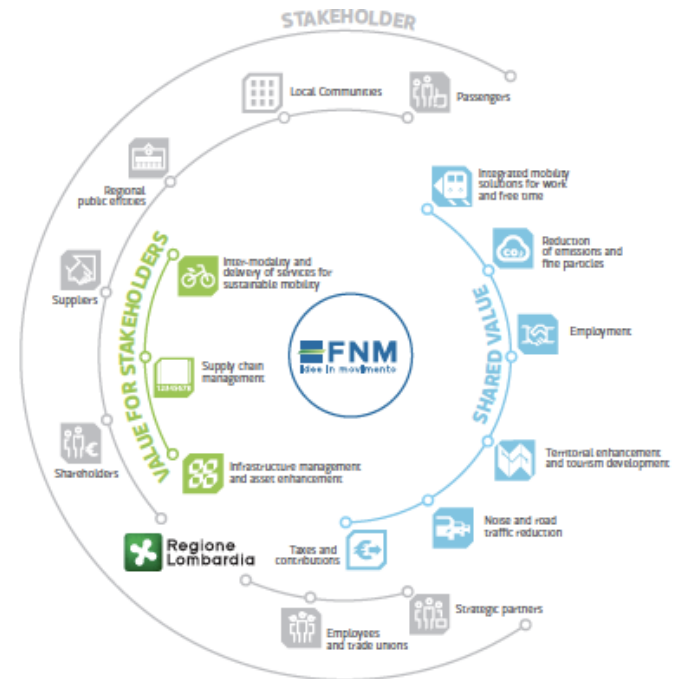 STAKEHOLDER
Local Communities
Passengers
Regional
public entities
Integrated mobility
solutions for work
and free time
Reduction
of emissions and
fine particles
CO₂
Suppliers
VALUE FOR STAKEHOLDERS
Inter-modality and
delivery of services for
sustainable mobility
SHARED VALUE
Employment
FNM
Idee in movimento
Supply chain
management
12345678
Shareholders
Infrastructure management
and asset enhancement
Territorial enhancement
and tourism development
Noise and road
traffic reduction
Regione
Lombardia
Taxes and
contributions
Employees
and trade unions
Strategic partners